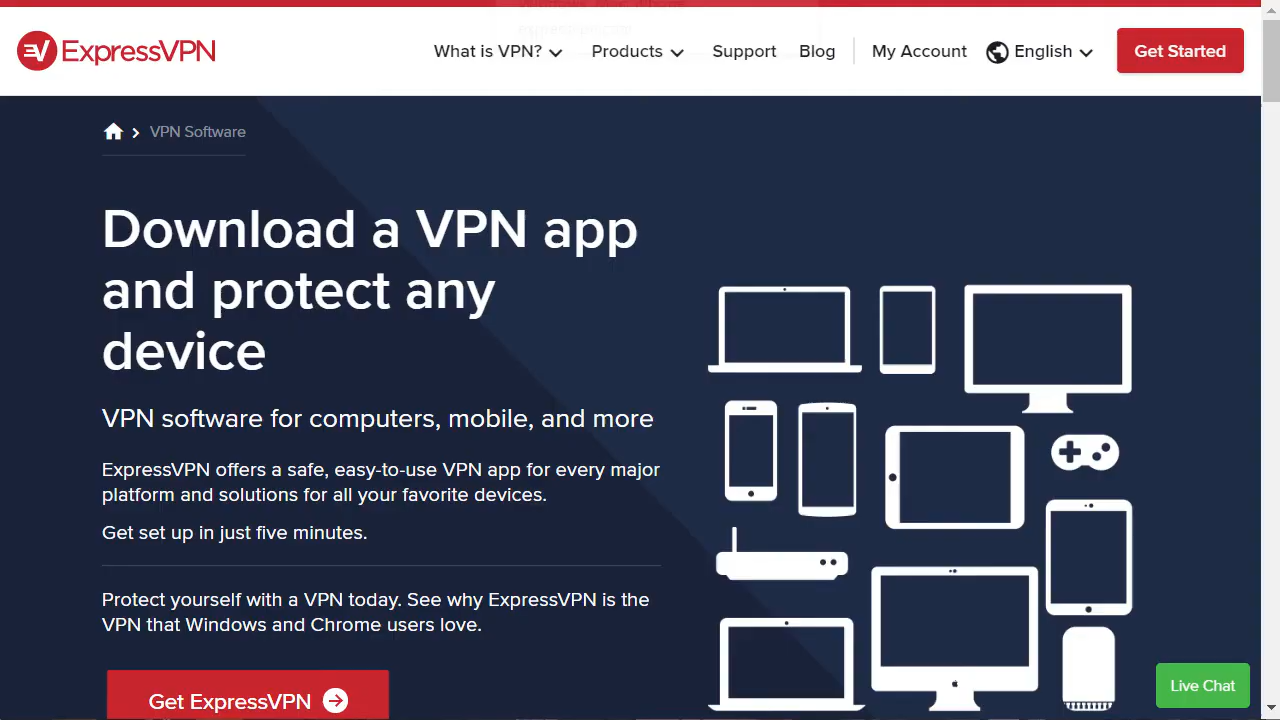 ExpressVPN
What is VPN? Products Support Blog My Account English Get Started
VPN Software
Download a VPN app
and protect any
device
VPN software for computers, mobile, and more
ExpressVPN offers a safe, easy-to-use VPN app for every major
platform and solutions for all your favorite devices.
Get set up in just five minutes.
Protect yourself with a VPN today. See why ExpressVPN is the
VPN that Windows and Chrome users love.
Get ExpressVPN
Live Chat